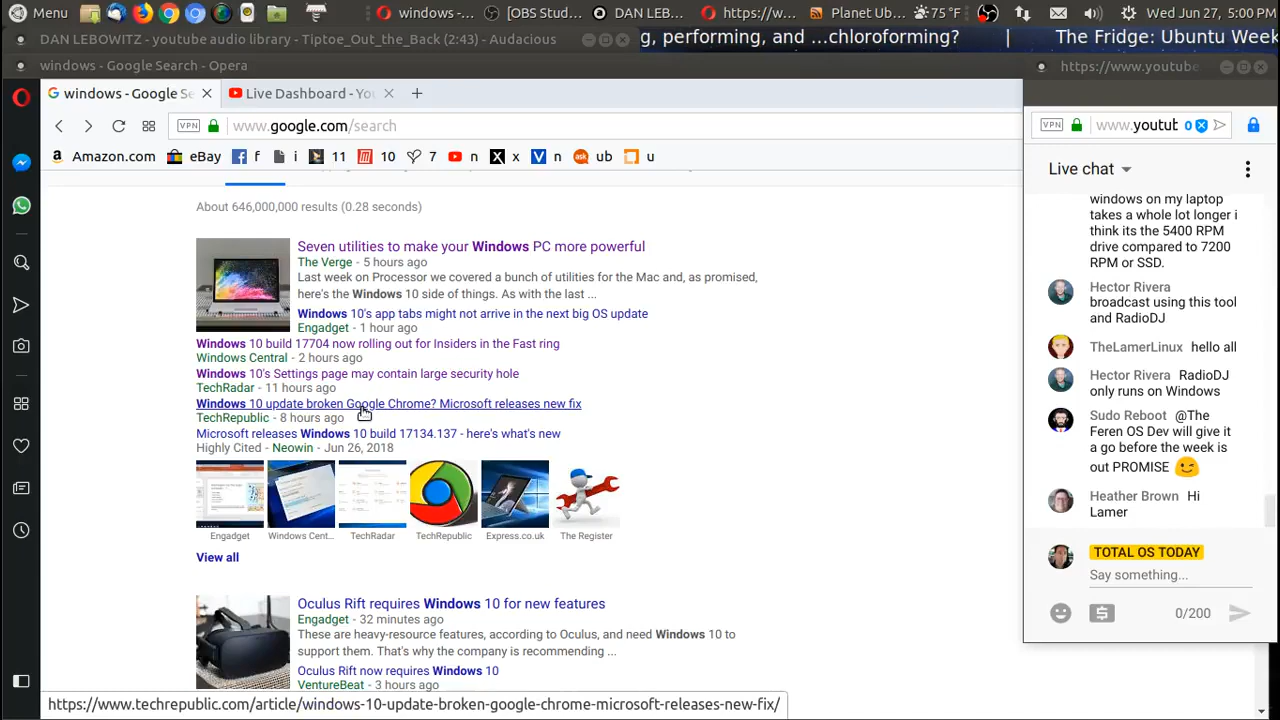 Menu
windows -...
[OBS Stud...
DAN LEB...
https://w...
Planet Ub...
75 °F
Wed Jun 27, 5:00 PM
DAN LEBOWITZ - youtube audio library - Tiptoe_Out_the_Back (2:43) - Audacious
g, performing, and ...chloroforming? | The Fridge: Ubuntu Week
windows - Google Search - Opera
https://www.youtube
windows - Google Se
Live Dashboard - You
VPN www.google.com/search
VPN www.youtub 0
Amazon.com eBay f i 11 10 7 n x n ub u
About 646,000,000 results (0.28 seconds)
Seven utilities to make your Windows PC more powerful
The Verge - 5 hours ago
Last week on Processor we covered a bunch of utilities for the Mac and, as promised,
here's the Windows 10 side of things. As with the last ...
Windows 10's app tabs might not arrive in the next big OS update
Engadget - 1 hour ago
Windows 10 build 17704 now rolling out for Insiders in the Fast ring
Windows Central - 2 hours ago
Windows 10's Settings page may contain large security hole
TechRadar - 11 hours ago
Windows 10 update broken Google Chrome? Microsoft releases new fix
TechRepublic - 8 hours ago
Microsoft releases Windows 10 build 17134.137 - here's what's new
Highly Cited - Neowin - Jun 26, 2018
Engadget
Windows Cent...
TechRadar
TechRepublic
Express.co.uk
The Register
View all
Oculus Rift requires Windows 10 for new features
Engadget - 32 minutes ago
These are heavy-resource features, according to Oculus, and need Windows 10 to
support them. That's why the company is recommending ...
Oculus Rift now requires Windows 10
VentureBeat - 3 hours ago
https://www.techrepublic.com/article/windows-10-update-broken-google-chrome-microsoft-releases-new-fix/
Live chat
windows on my laptop
takes a whole lot longer i
think its the 5400 RPM
drive compared to 7200
RPM or SSD.
Hector Rivera
broadcast using this tool
and RadioDJ
TheLamerLinux hello all
Hector Rivera RadioDJ
only runs on Windows
Sudo Reboot @The
Feren OS Dev will give it
a go before the week is
out PROMISE
Heather Brown Hi
Lamer
TOTAL OS TODAY
Say something...
0/200